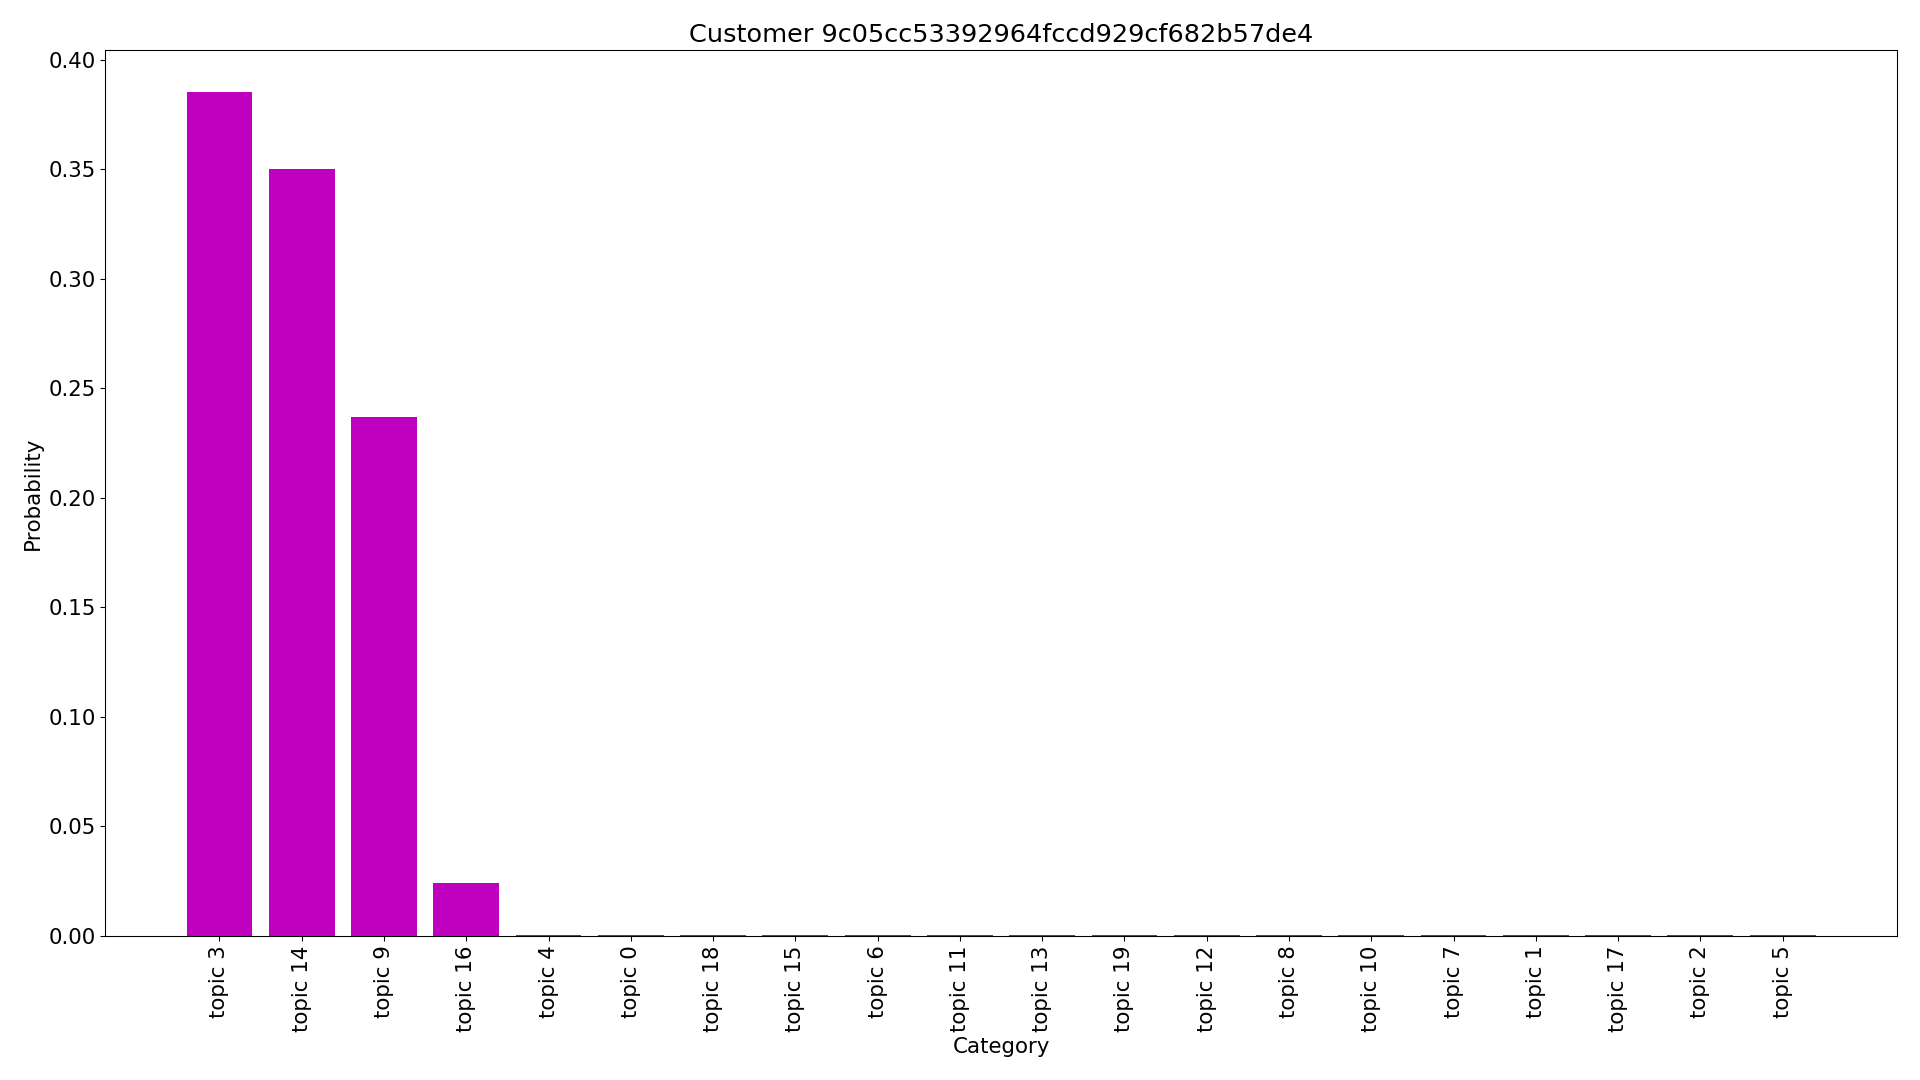 Customer 9c05cc53392964fccd929cf682b57de4
0.40
0.35
0.30
0.25
0.20
0.15
0.10
0.05
0.00
Probability
topic 3
topic 14
topic 9
topic 16
topic 4
topic 0
topic 18
topic 15
topic 6
topic 11
topic 13
topic 19
topic 12
topic 8
topic 10
topic 7
topic 1
topic 17
topic 2
topic 5
Category